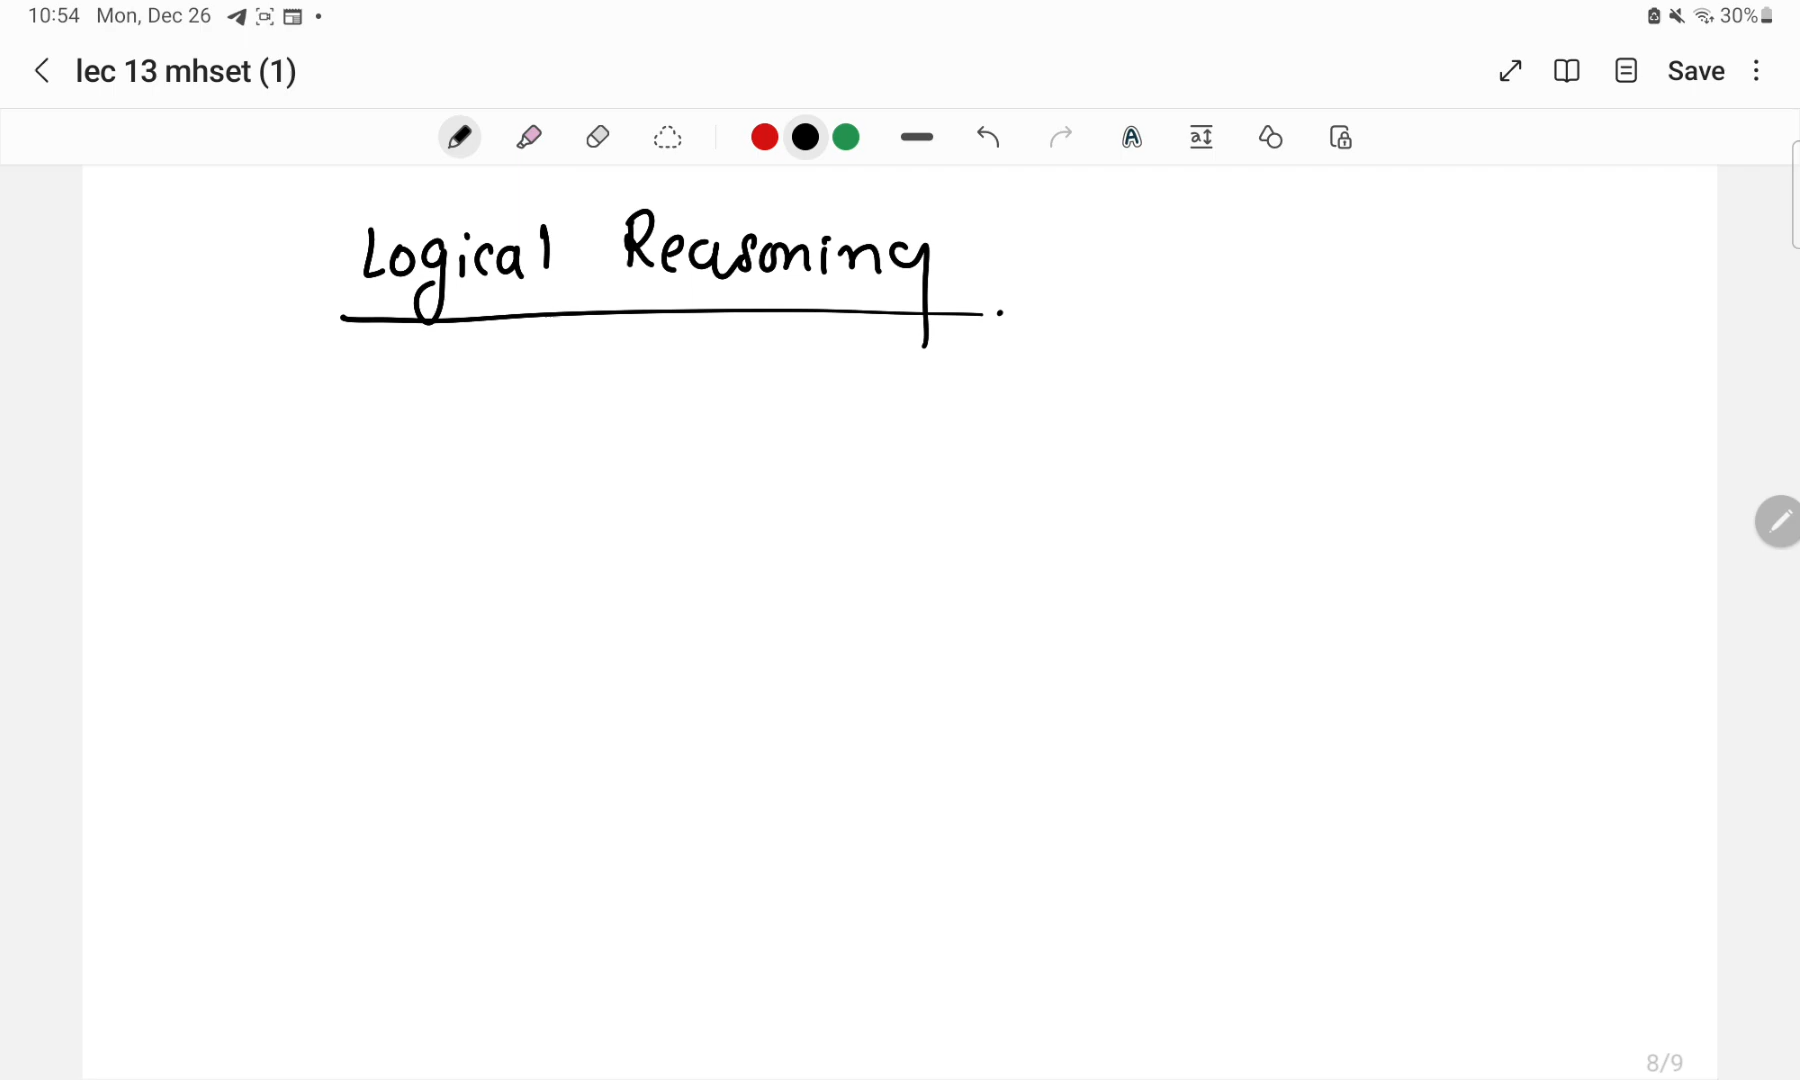 10:54 Mon, Dec 26
30%
lec 13 mhset (1)
Save
A
a
Logical Reasoning
8/9